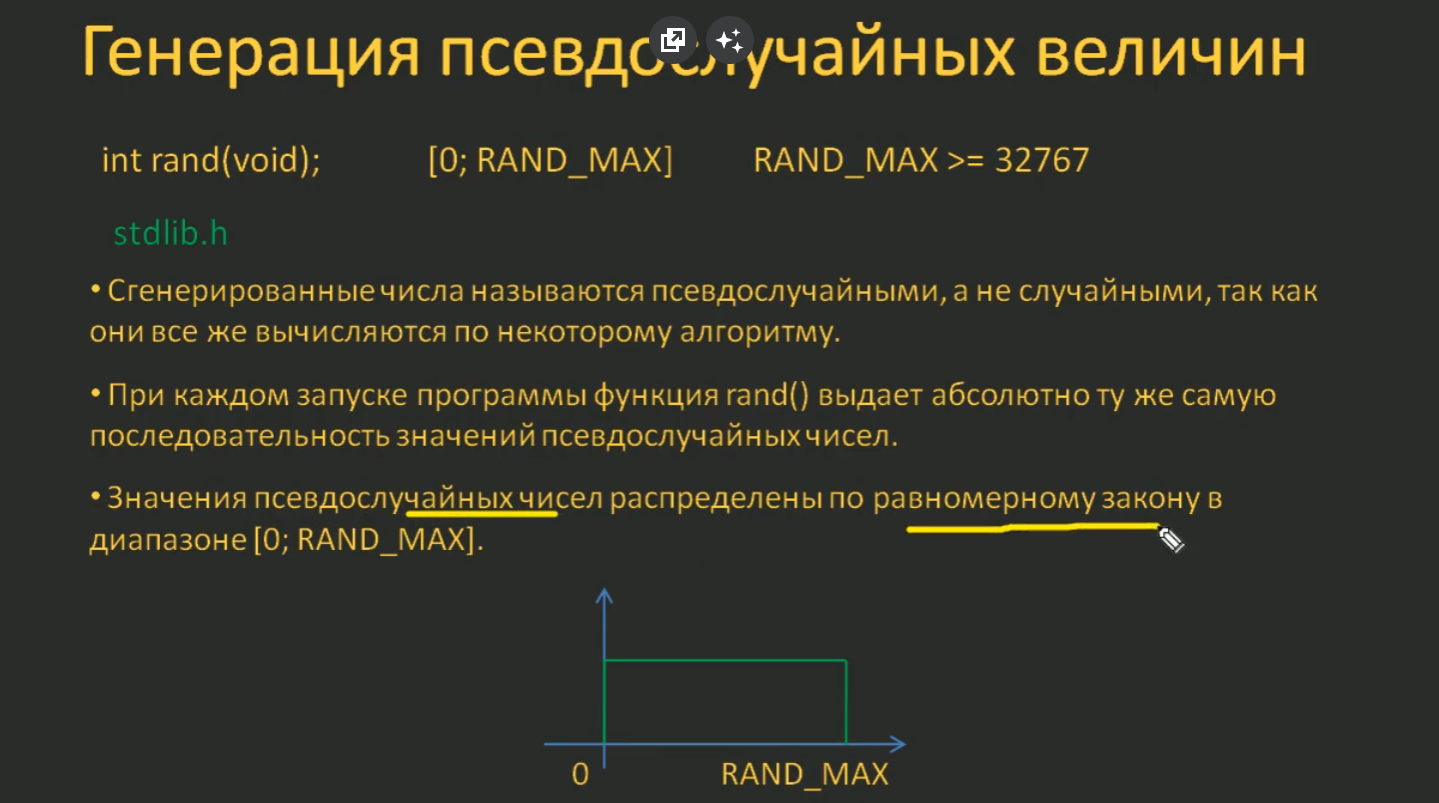 Генерация псевдослучайных величин
int rand(void); [0; RAND_MAX] RAND_MAX >= 32767
stdlib.h
• Сгенерированные числа называются псевдослучайными, а не случайными, так как
они все же вычисляются по некоторому алгоритму.
• При каждом запуске программы функция rand() выдает абсолютно ту же самую
последовательность значений псевдослучайных чисел.
• Значения псевдослучайных чисел распределены по равномерному закону в
диапазоне [0; RAND_MAX].
0 RAND_MAX